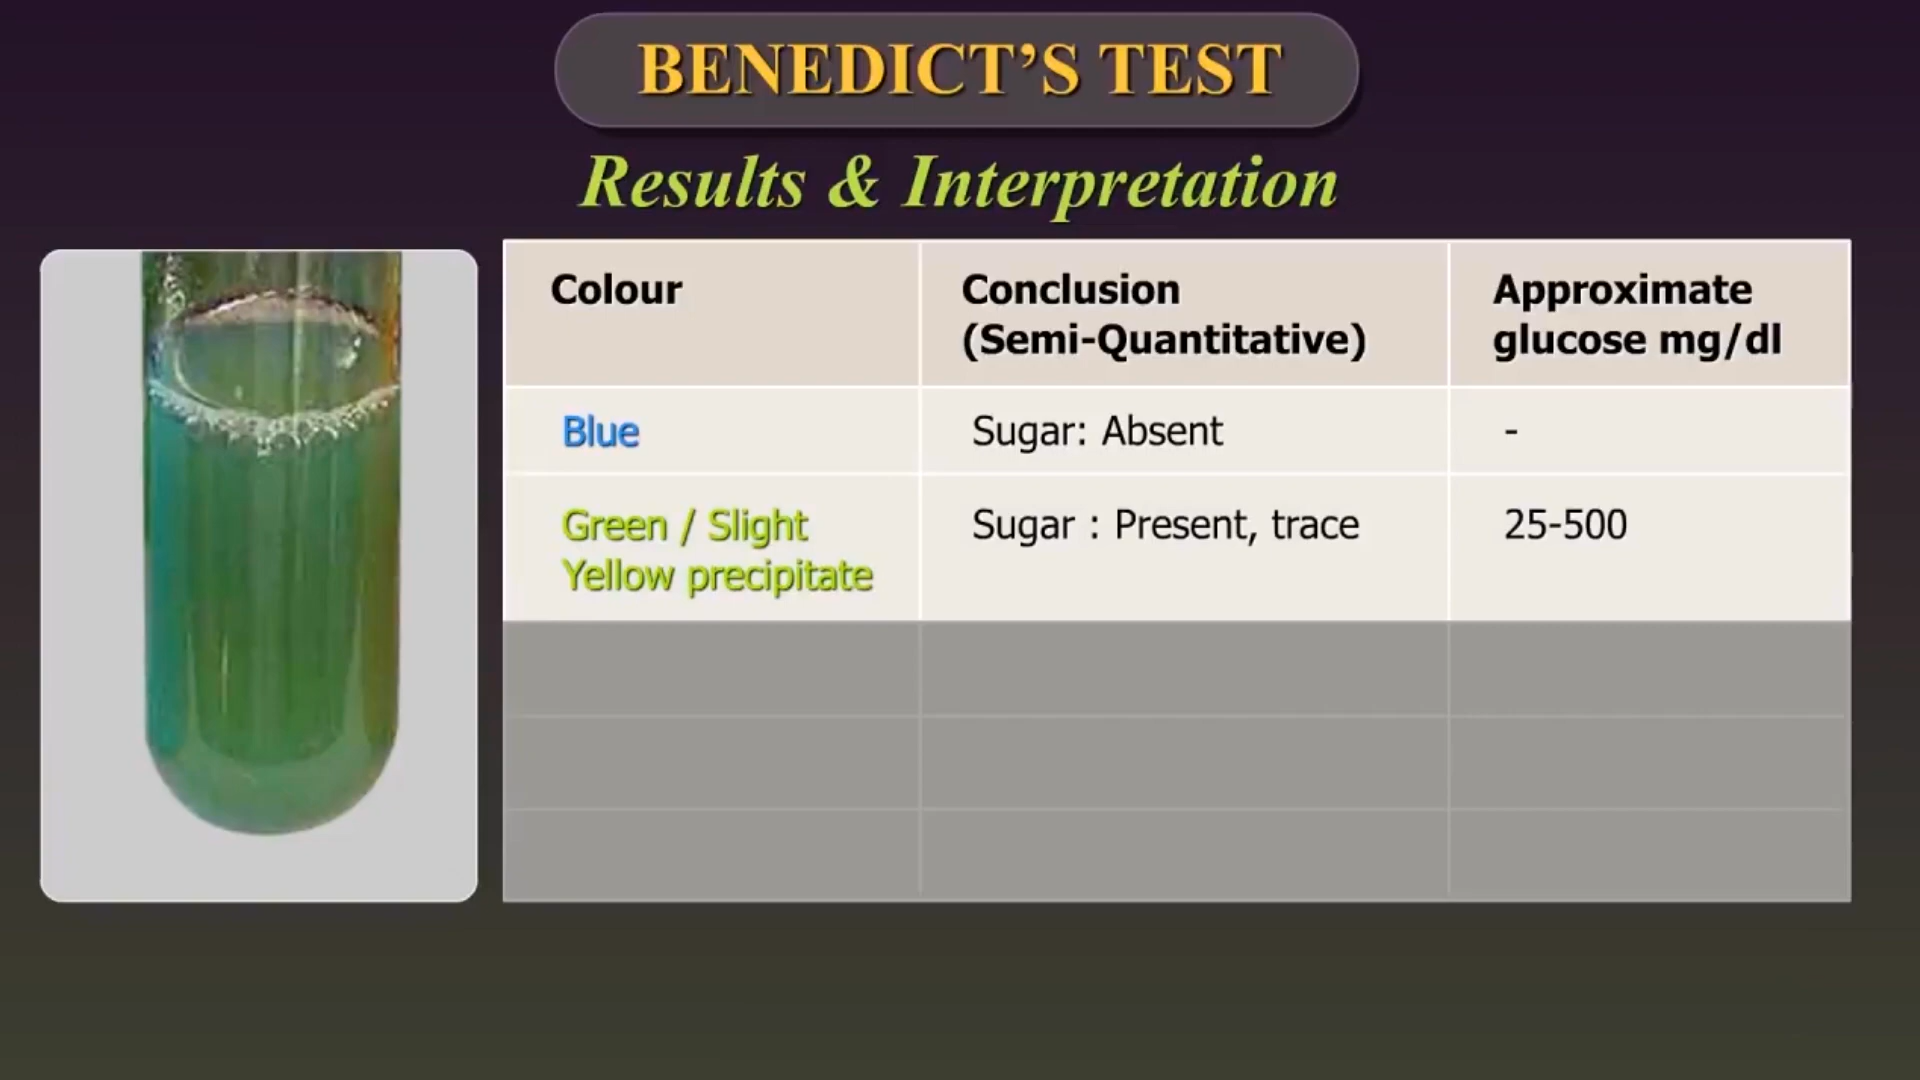 BENEDICT’S TEST
Results & Interpretation
Colour
Conclusion
(Semi-Quantitative)
Approximate
glucose mg/dl
Blue
Sugar: Absent
-
Green / Slight
Yellow precipitate
Sugar : Present, trace
25-500